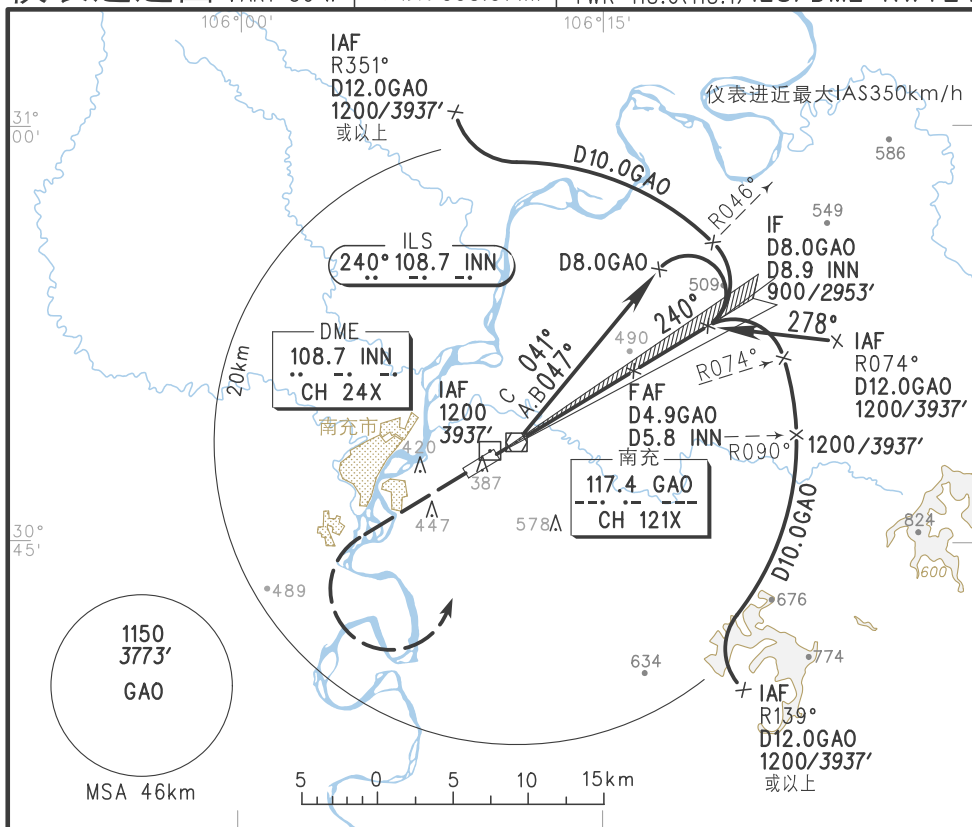 106°00'
106°15'
IAF
R351°
D12.0GAO
1200/3937'
或以上
仪表进近最大IAS350km/h
31°
00'
586
D10.0GAO
R046°
549
IF
D8.0GAO
D8.9 INN
900/2953'
ILS
240° 108.7 INN
D8.0GAO
509
240°
278°
IAF
R074°
D12.0GAO
1200/3937'
DME
108.7 INN
CH 24X
490
R074°
20km
C 041°
A.B047°
IAF
1200
3937'
FAF
D4.9GAO
D5.8 INN
R090°
1200/3937'
南充市
420
387
南充
117.4 GAO
CH 121X
447
578
824
600
30°
45'
D10.0GAO
489
676
1150
3773'
GAO
634
774
IAF
R139°
D12.0GAO
1200/3937'
或以上
MSA 46km
5 0 5 10 15km